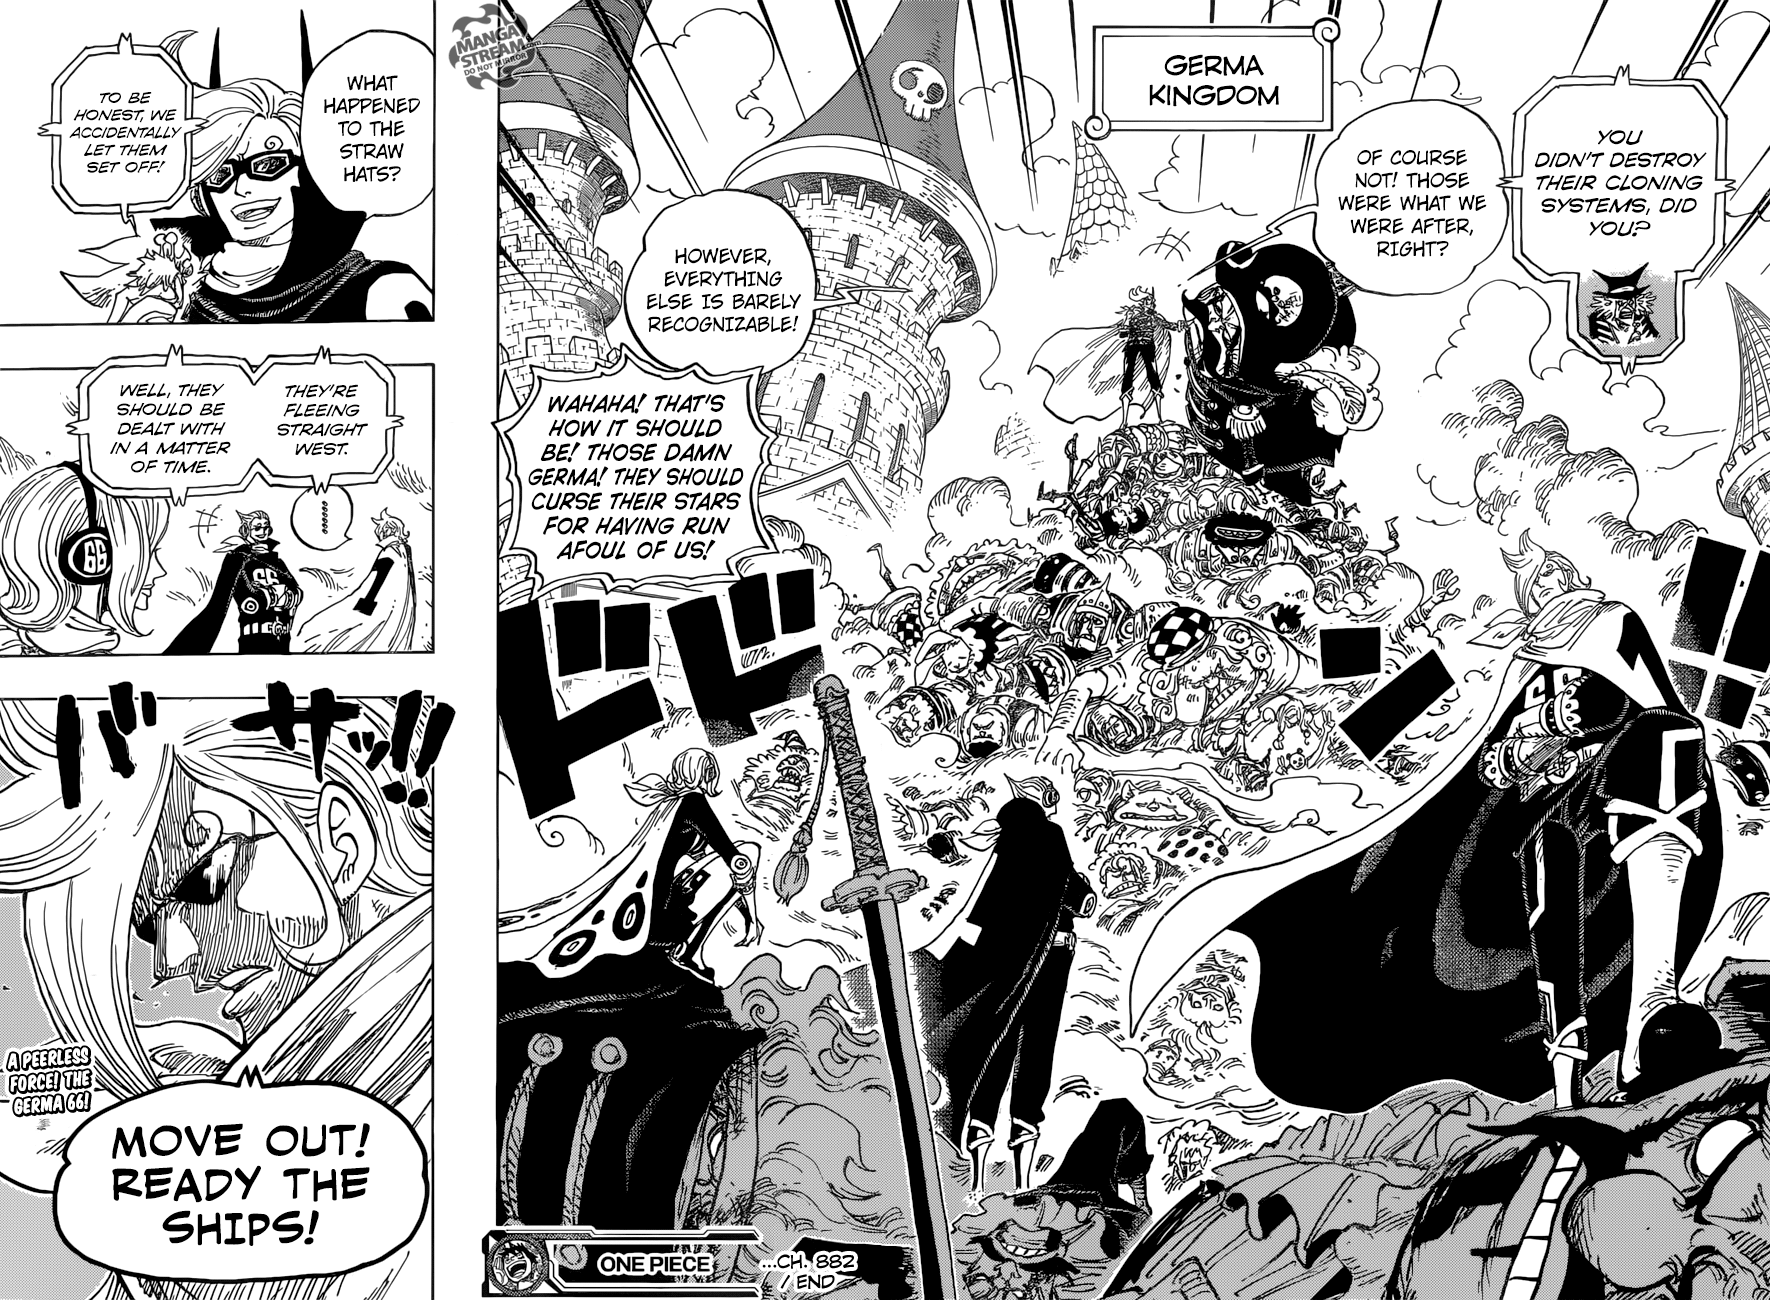 GERMA
KINGDOM
YOU
DIDN'T DESTROY
THEIR CLONING
SYSTEMS, DID
YOU?
OF COURSE
NOT! THOSE
WERE WHAT WE
WERE AFTER,
RIGHT?
HOWEVER,
EVERYTHING
ELSE IS BARELY
RECOGNIZABLE!
WAHAHA! THAT'S
HOW IT SHOULD
BE! THOSE DAMN
GERMA! THEY SHOULD
CURSE THEIR STARS
FOR HAVING RUN
AFOUL OF US!
ドドン!!
MANGA
STREAM.com
DO NOT MIRROR
WHAT
HAPPENED
TO THE
STRAW
HATS?
TO BE
HONEST, WE
ACCIDENTALLY
LET THEM
SET OFF!
66
THEY'RE
FLEEING
STRAIGHT
WEST.
WELL, THEY
SHOULD BE
DEALT WITH
IN A MATTER
OF TIME.
66
1
バサッ!!
A PEERLESS
FORCE! THE
GERMA 66!
MOVE OUT!
READY THE
SHIPS!
ONE PIECE
...CH. 882
/ END